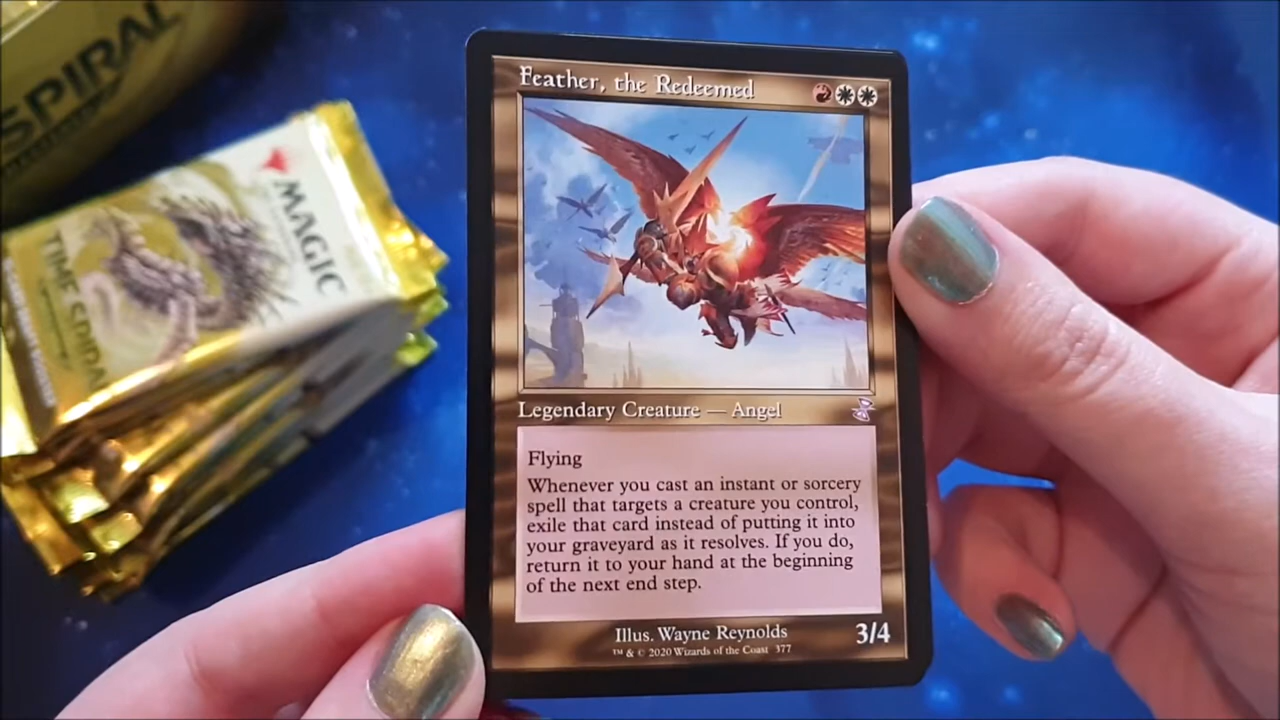 SPIRAL
MAGIC
TIME SPIRAL
Feather, the Redeemed
Legendary Creature — Angel
Flying
Whenever you cast an instant or sorcery
spell that targets a creature you control,
exile that card instead of putting it into
your graveyard as it resolves. If you do,
return it to your hand at the beginning
of the next end step.
Illus. Wayne Reynolds
3/4
™ & © 2020 Wizards of the Coast 377